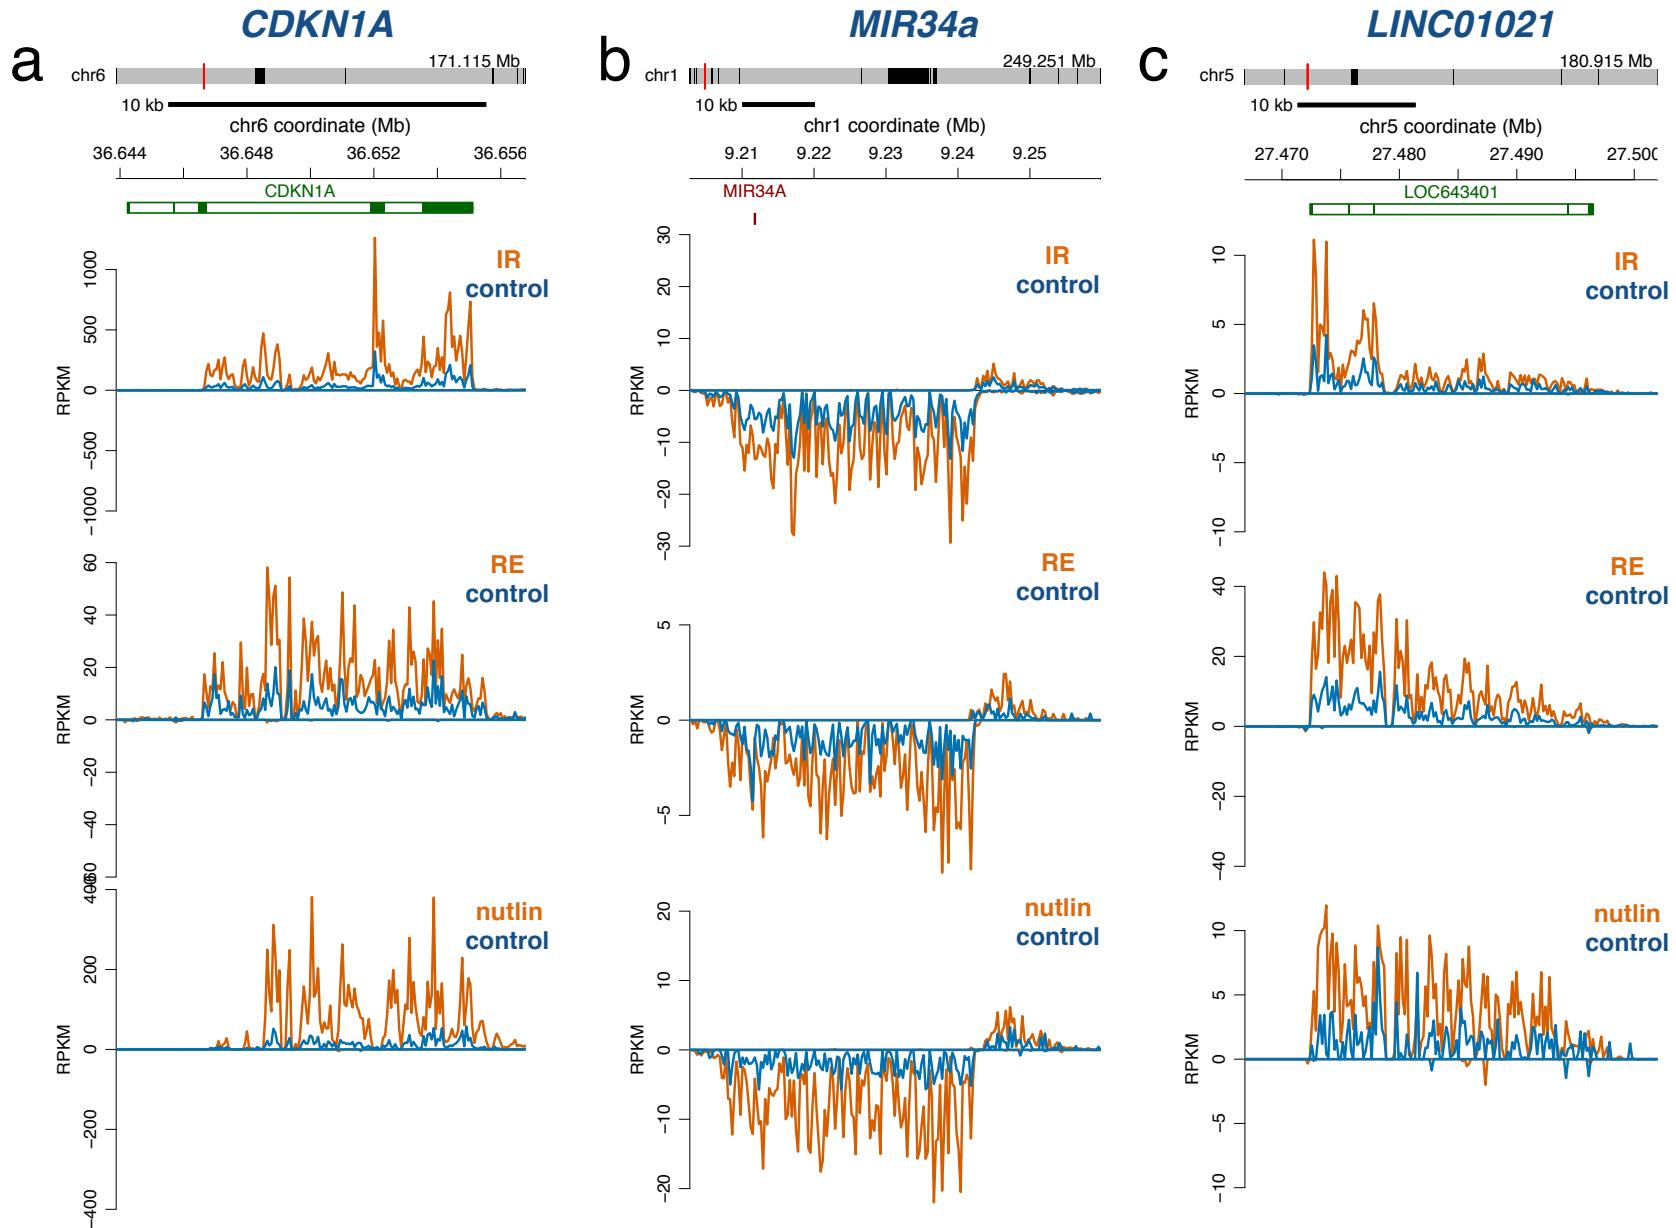 CDKN1A
a
171.115 Mb
chr6
10 kb
chr6 coordinate (Mb)
36.644 36.648 36.652 36.656
CDKN1A
IR
control
RPKM
1000
500
0
−500
−1000
RE
control
RPKM
60
40
20
0
−20
−40
−60
nutlin
control
RPKM
400
200
0
−200
−400
MIR34a
b
249.251 Mb
chr1
10 kb
chr1 coordinate (Mb)
9.21 9.22 9.23 9.24 9.25
MIR34A
IR
control
RPKM
30
20
10
0
−10
−20
−30
RE
control
RPKM
5
0
−5
nutlin
control
RPKM
20
10
0
−10
−20
LINC01021
c
180.915 Mb
chr5
10 kb
chr5 coordinate (Mb)
27.470 27.480 27.490 27.500
LOC643401
IR
control
RPKM
10
5
0
−5
−10
RE
control
RPKM
40
20
0
−20
−40
nutlin
control
RPKM
10
5
0
−5
−10